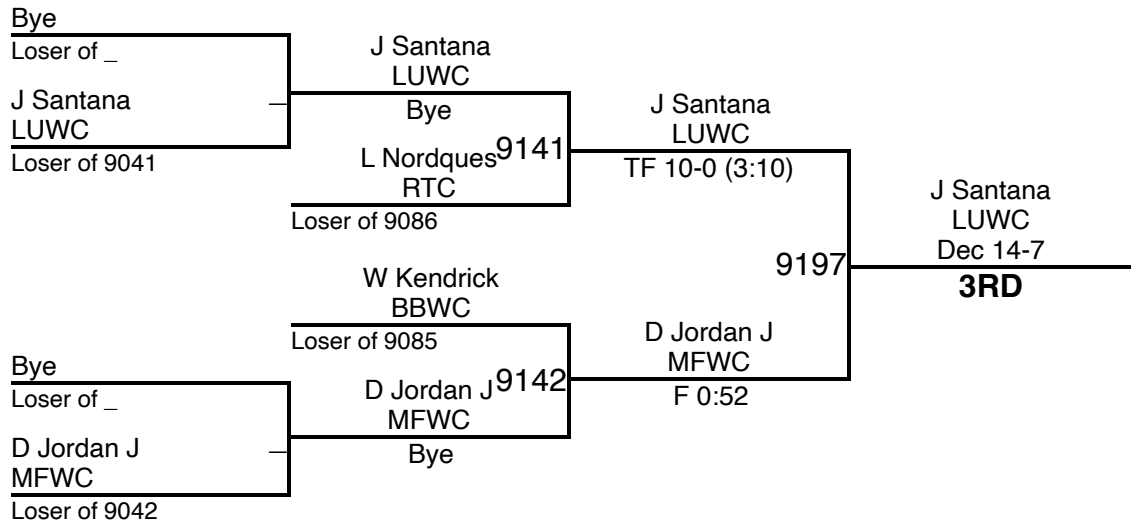 Bye
Loser of _
J Santana
LUWC
_
Loser of 9041
J Santana
LUWC
Bye
L Nordques
RTC
9141
Loser of 9086
J Santana
LUWC
TF 10-0 (3:10)
W Kendrick
BBWC
Loser of 9085
Bye
Loser of _
D Jordan J
MFWC
_
Loser of 9042
D Jordan J
MFWC
9142
Bye
D Jordan J
MFWC
F 0:52
9197
J Santana
LUWC
Dec 14-7
3RD